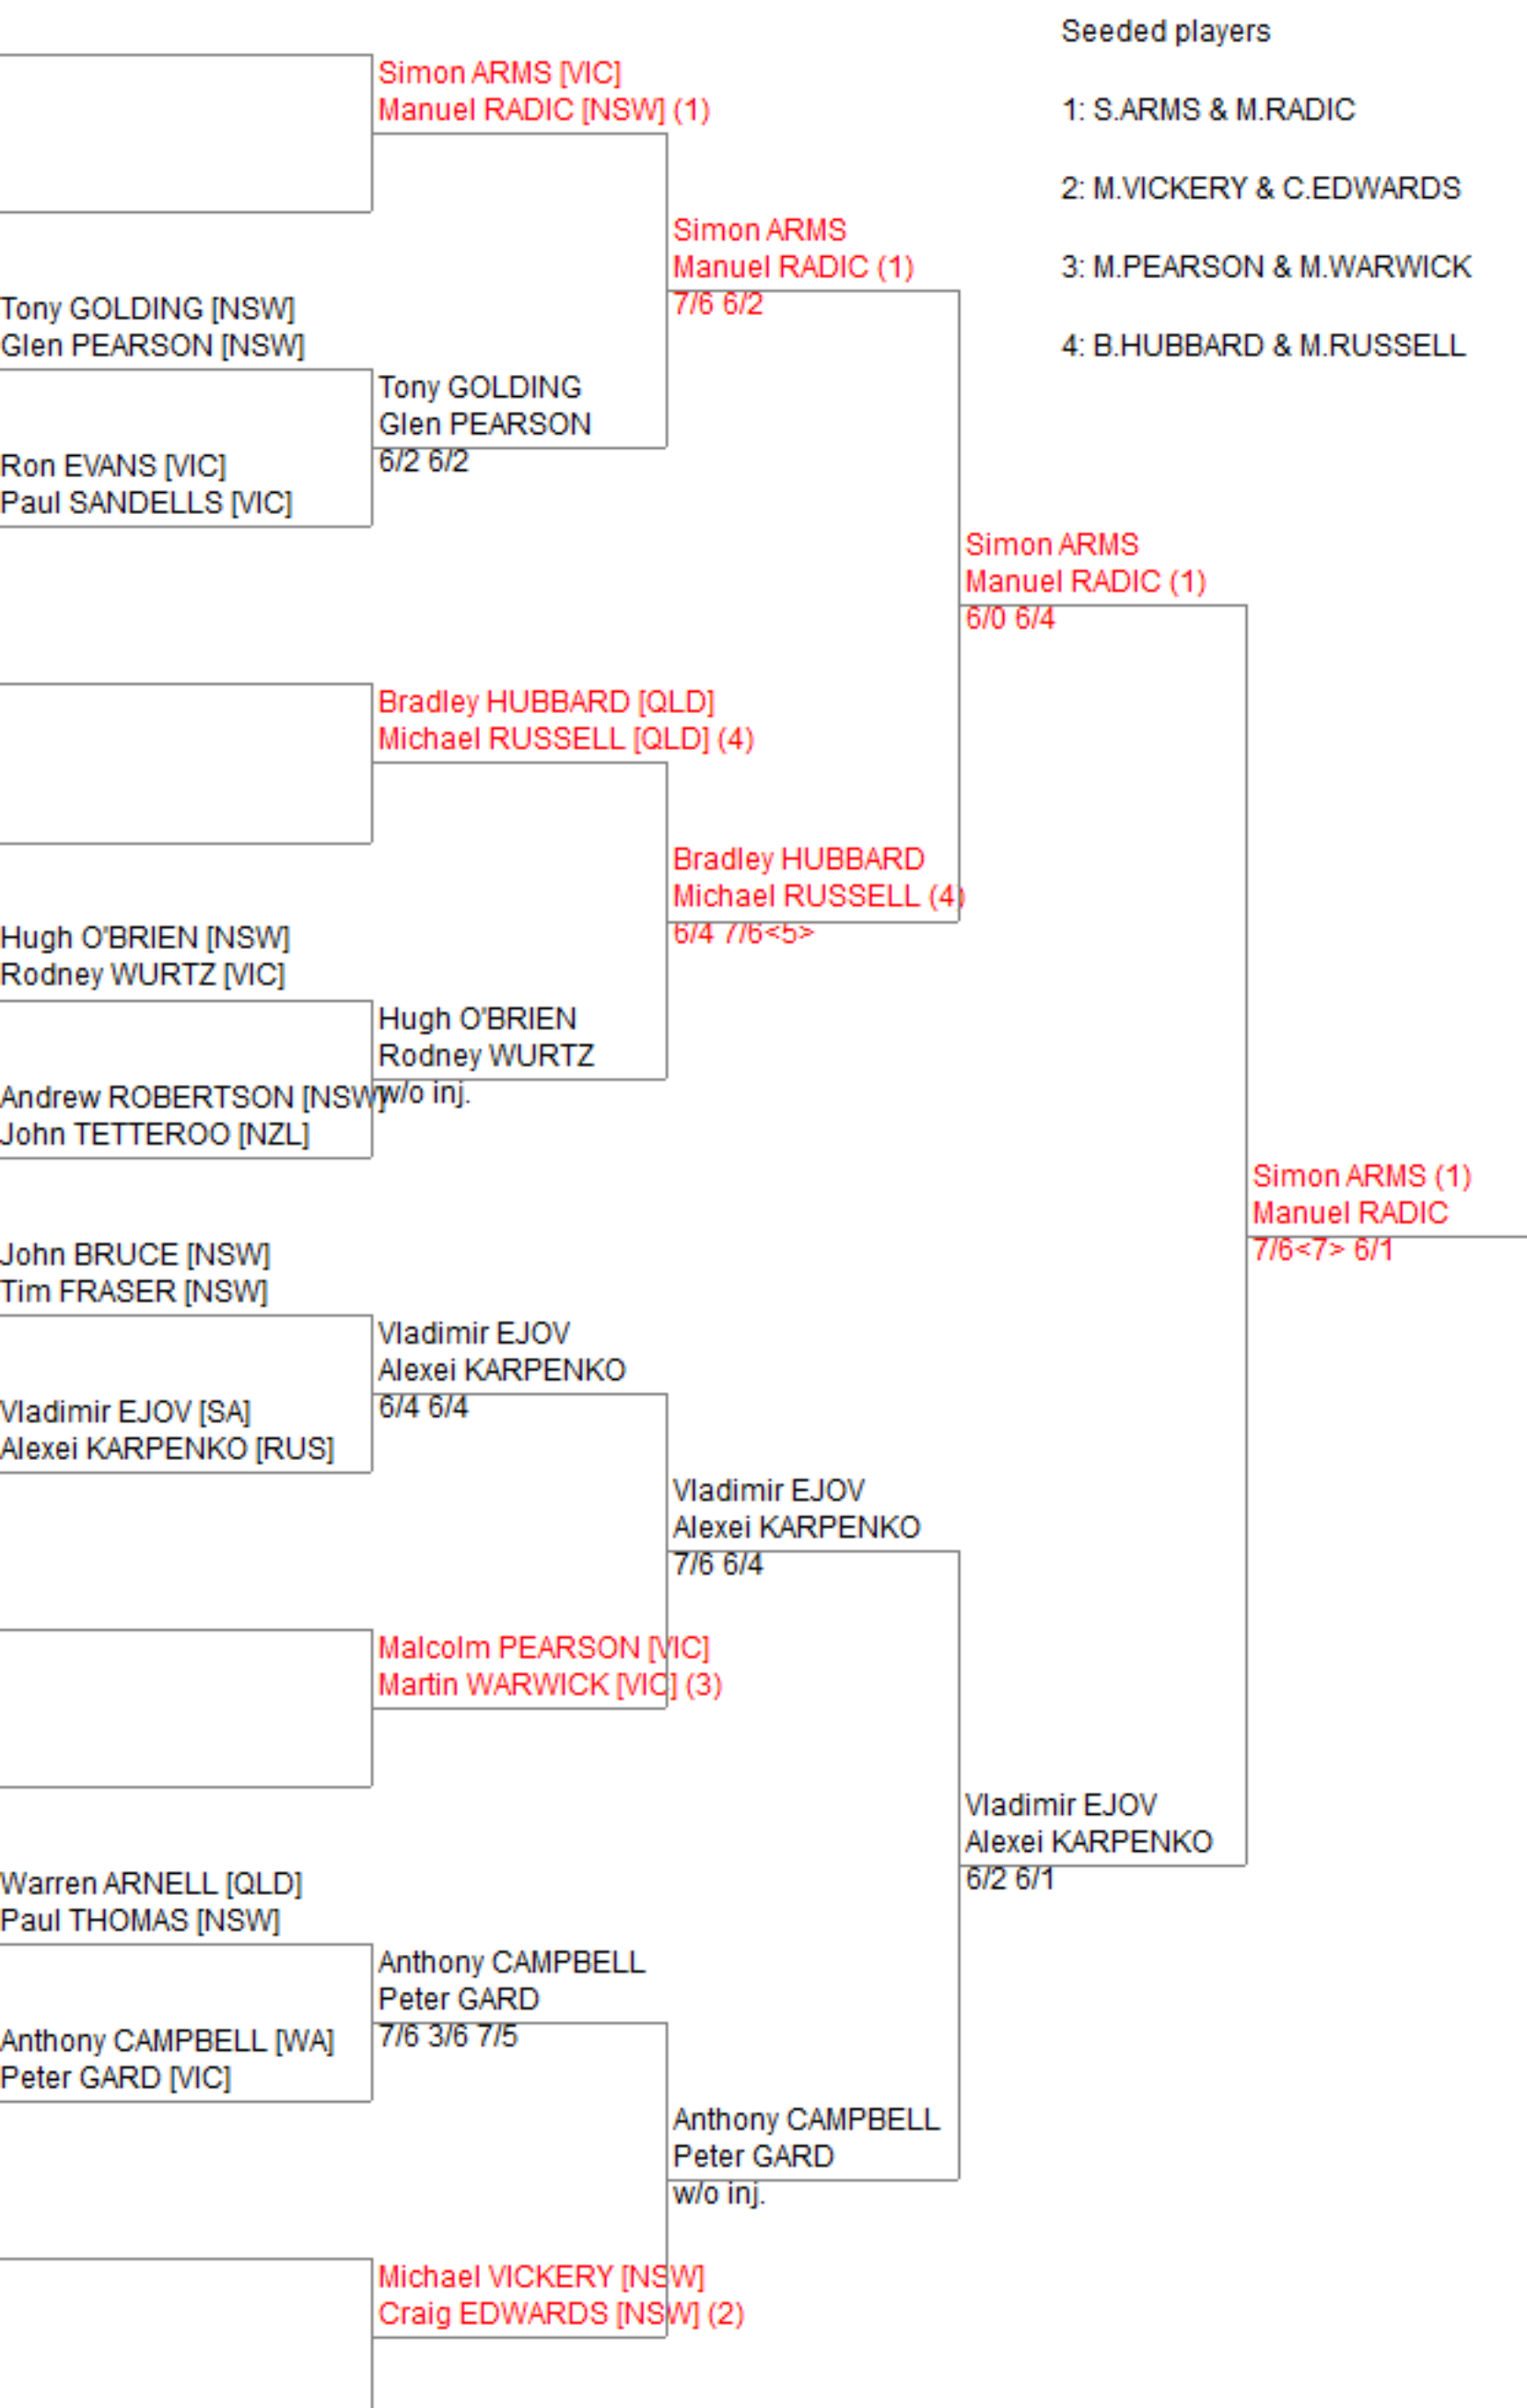 Seeded players
Simon ARMS [VIC]
Manuel RADIC [NSW] (1)
1: S.ARMS & M.RADIC
2: M.VICKERY & C.EDWARDS
Simon ARMS
Manuel RADIC (1)
7/6 6/2
3: M.PEARSON & M.WARWICK
Tony GOLDING [NSW]
Glen PEARSON [NSW]
4: B.HUBBARD & M.RUSSELL
Tony GOLDING
Glen PEARSON
6/2 6/2
Ron EVANS [VIC]
Paul SANDELLS [VIC]
Simon ARMS
Manuel RADIC (1)
6/0 6/4
Bradley HUBBARD [QLD]
Michael RUSSELL [QLD] (4)
Bradley HUBBARD
Michael RUSSELL (4)
6/4 7/6<5>
Hugh O'BRIEN [NSW]
Rodney WURTZ [VIC]
Hugh O'BRIEN
Rodney WURTZ
w/o inj.
Andrew ROBERTSON [NSW]
John TETTEROO [NZL]
Simon ARMS (1)
Manuel RADIC
7/6<7> 6/1
John BRUCE [NSW]
Tim FRASER [NSW]
Vladimir EJOV
Alexei KARPENKO
6/4 6/4
Vladimir EJOV [SA]
Alexei KARPENKO [RUS]
Vladimir EJOV
Alexei KARPENKO
7/6 6/4
Malcolm PEARSON [VIC]
Martin WARWICK [VIC] (3)
Vladimir EJOV
Alexei KARPENKO
6/2 6/1
Warren ARNELL [QLD]
Paul THOMAS [NSW]
Anthony CAMPBELL
Peter GARD
7/6 3/6 7/5
Anthony CAMPBELL [WA]
Peter GARD [VIC]
Anthony CAMPBELL
Peter GARD
w/o inj.
Michael VICKERY [NSW]
Craig EDWARDS [NSW] (2)